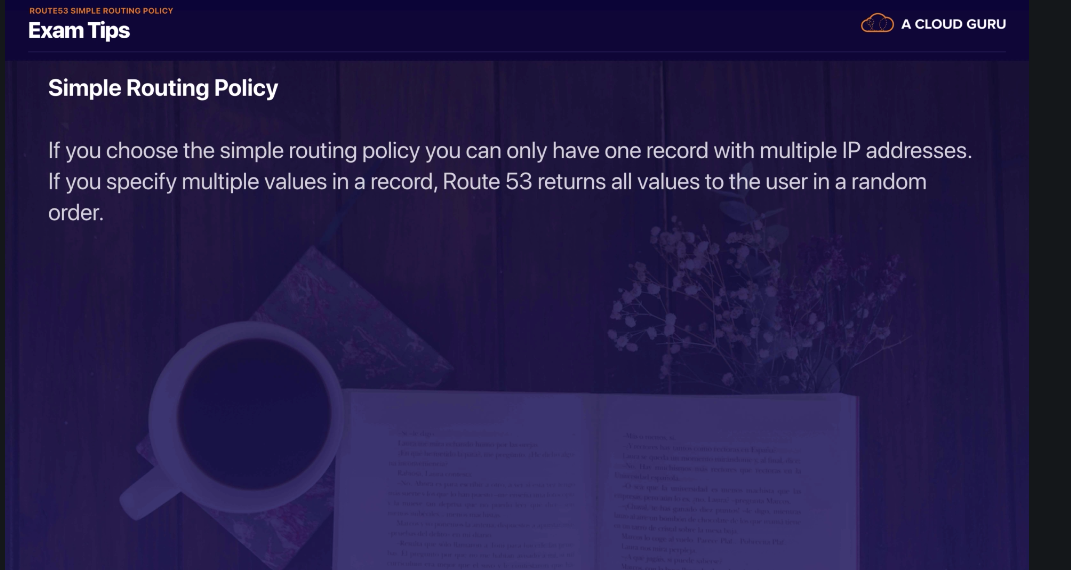 ROUTE53 SIMPLE ROUTING POLICY
Exam Tips
A CLOUD GURU
Simple Routing Policy
If you choose the simple routing policy you can only have one record with multiple IP addresses.
If you specify multiple values in a record, Route 53 returns all values to the user in a random
order.